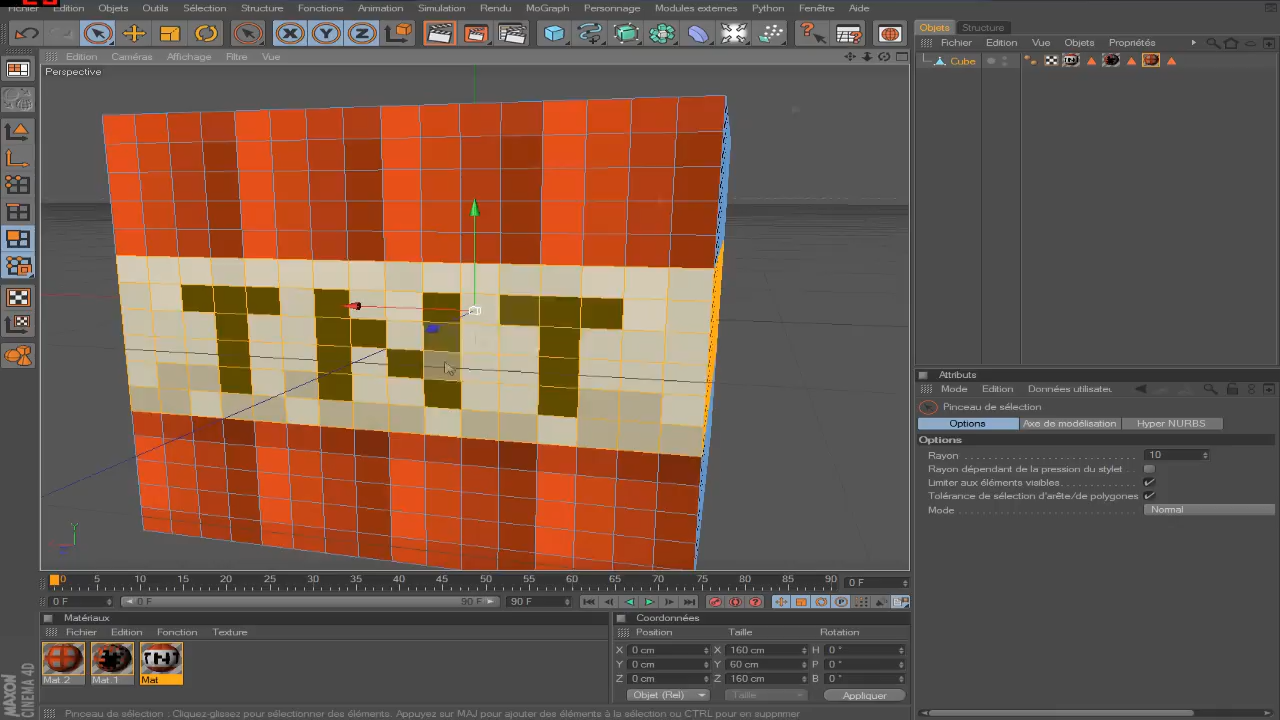 Fichier Edition Objets Outils Sélection Structure Fonctions Animation Simulation Rendu MoGraph Personnage Modules externes Python Fenêtre Aide
Edition Caméras Affichage Filtre Vue
Perspective
TNT
Objets Structure
Fichier Edition Vue Objets Propriétés
Cube
Attributs
Mode Edition Données utilisateu
Pinceau de sélection
Options Axe de modélisation Hyper NURBS
Options
Rayon 10
Rayon dépendant de la pression du stylet
Limiter aux éléments visibles
Tolérance de sélection d'arête/de polygones
Mode Normal
0 5 10 15 20 25 30 35 40 45 50 55 60 65 70 75 80 85 90 0 F
0 F 0 F 90 F 90 F
Matériaux
Fichier Edition Fonction Texture
Mat.2 Mat.1 Mat
Coordonnées
Position Taille Rotation
X 0 cm X 160 cm H 0 °
Y 0 cm Y 60 cm P 0 °
Z 0 cm Z 160 cm B 0 °
Objet (Rel) Taille Appliquer
MAXON
CINEMA 4D
Pinceau de sélection : Cliquez-glissez pour sélectionner des éléments. Appuyez sur MAJ pour ajouter des éléments à la sélection ou CTRL pour en supprimer